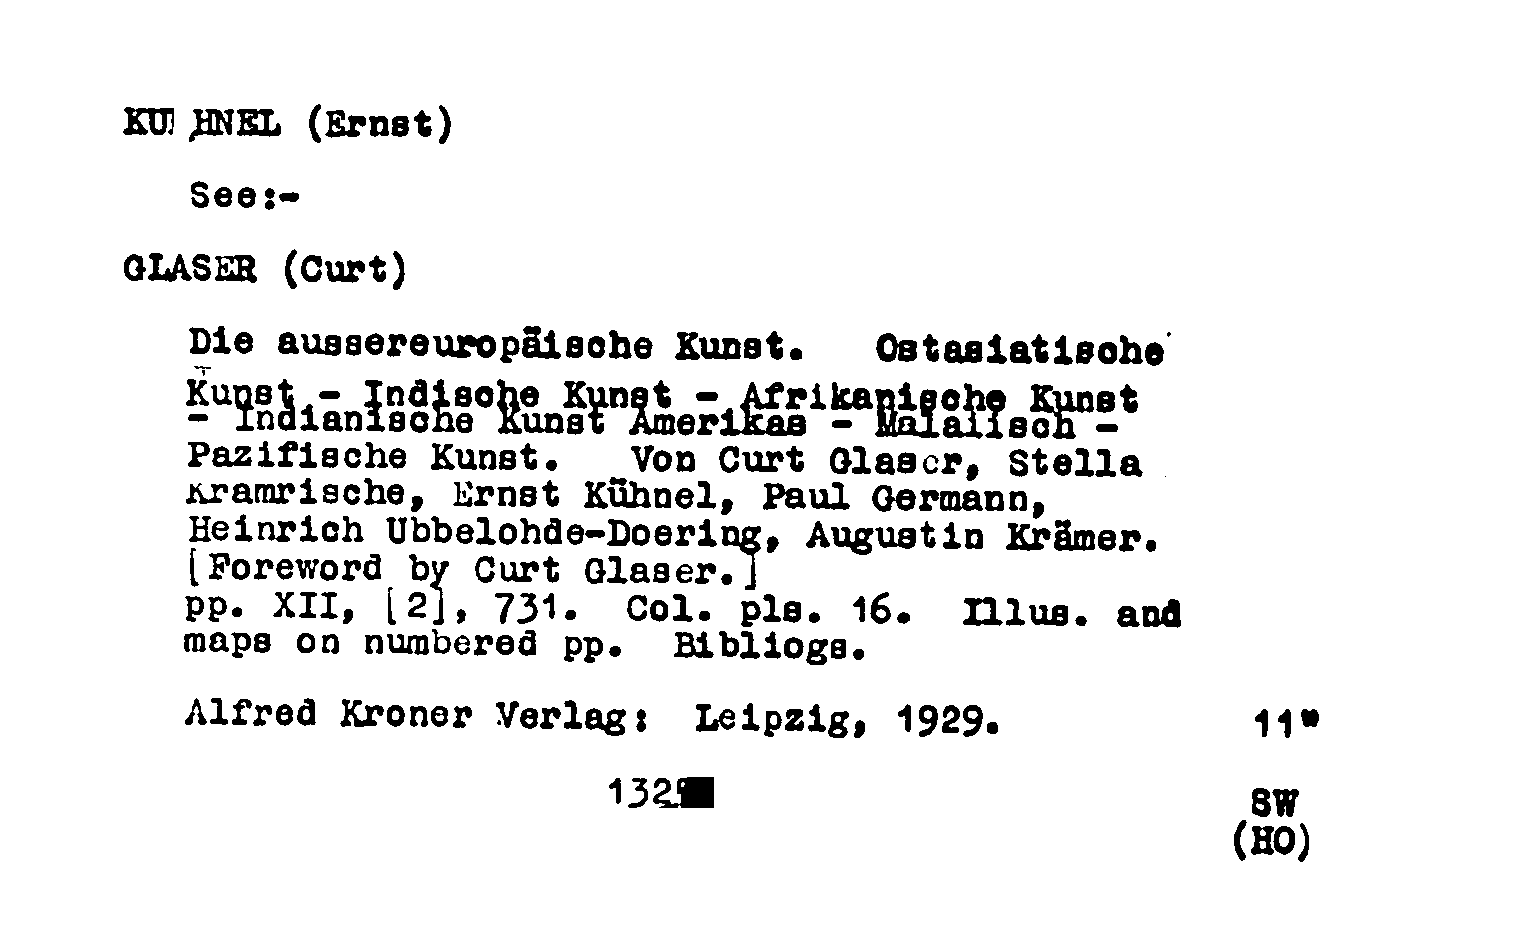 KUHNEL (Ernst)
See:-
GLASER (Curt)
Die aussereuropäische Kunst. Ostasiatische
Kunst - Indische Kunst - Afrikanische Kunst
- Indianische Kunst Amerikas - Malaiisch -
Pazifische Kunst. Von Curt Glaser, Stella
Kramrische, Ernst Kühnel, Paul Germann,
Heinrich Ubbelohde-Doering, Augustin Krämer.
[Foreword by Curt Glaser.]
pp. XII, [2], 731. Col. pls. 16. Illus. and
maps on numbered pp. Bibliogs.
Alfred Kroner Verlag: Leipzig, 1929. 11"
SW
(HO)